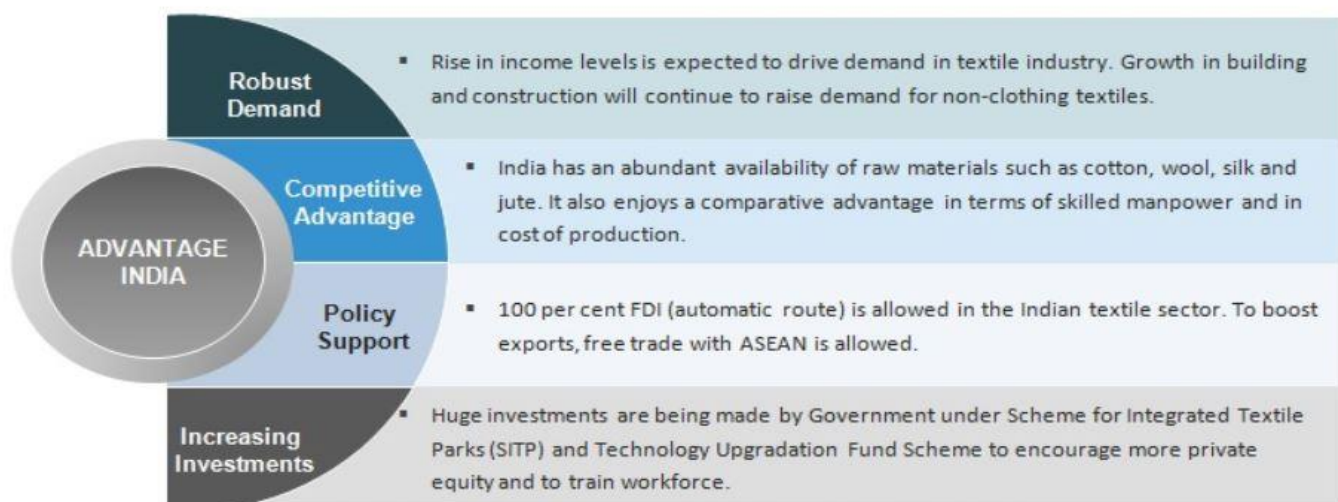 ADVANTAGE
INDIA
Robust
Demand
▪ Rise in income levels is expected to drive demand in textile industry. Growth in building
and construction will continue to raise demand for non-clothing textiles.
Competitive
Advantage
▪ India has an abundant availability of raw materials such as cotton, wool, silk and
jute. It also enjoys a comparative advantage in terms of skilled manpower and in
cost of production.
Policy
Support
▪ 100 per cent FDI (automatic route) is allowed in the Indian textile sector. To boost
exports, free trade with ASEAN is allowed.
Increasing
Investments
▪ Huge investments are being made by Government under Scheme for Integrated Textile
Parks (SITP) and Technology Upgradation Fund Scheme to encourage more private
equity and to train workforce.